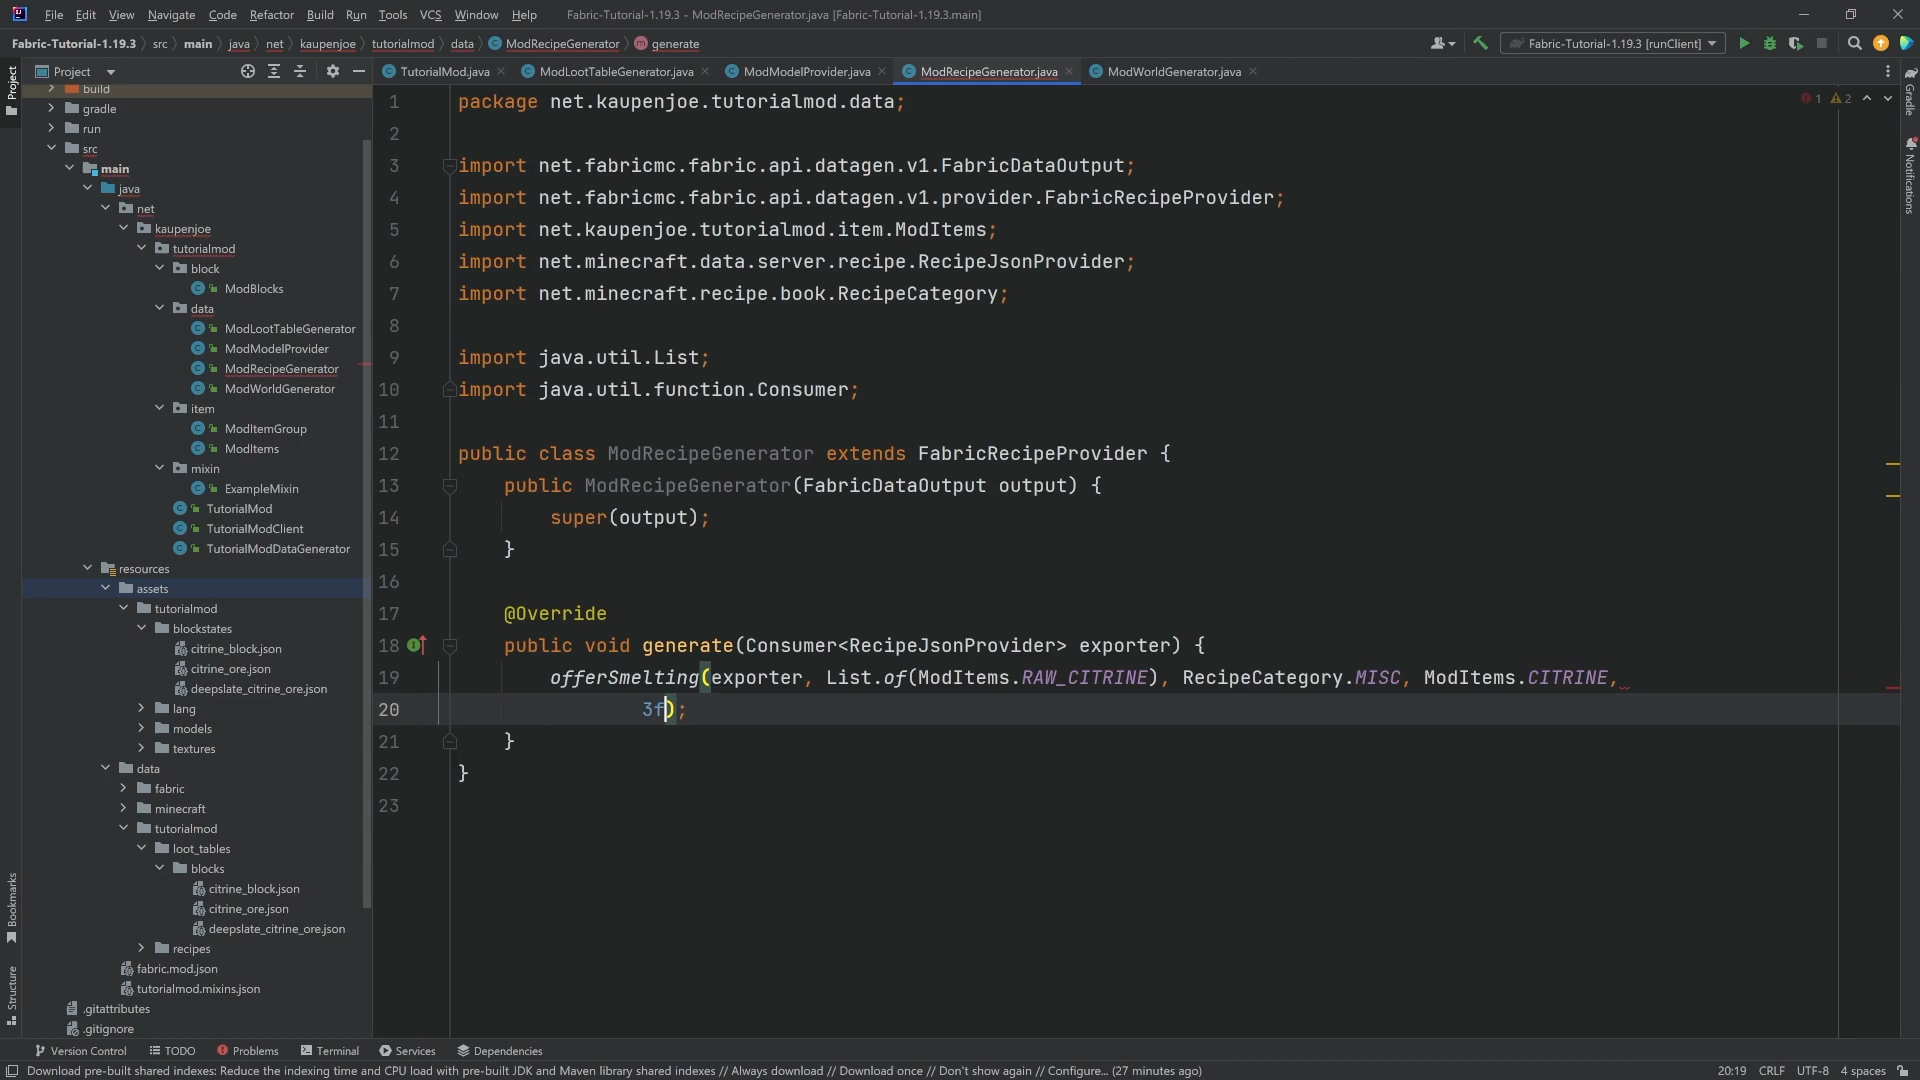 File Edit View Navigate Code Refactor Build Run Tools VCS Window Help Fabric-Tutorial-1.19.3 - ModRecipeGenerator.java [Fabric-Tutorial-1.19.3.main]
Fabric-Tutorial-1.19.3 src main java net kaupenjoe tutorialmod data ModRecipeGenerator generate Fabric-Tutorial-1.19.3 [runClient]
Project
TutorialMod.java ModLootTableGenerator.java ModModelProvider.java ModRecipeGenerator.java ModWorldGenerator.java
build
gradle
run
src
main
java
net
kaupenjoe
tutorialmod
block
ModBlocks
data
ModLootTableGenerator
ModModelProvider
ModRecipeGenerator
ModWorldGenerator
item
ModItemGroup
ModItems
mixin
ExampleMixin
TutorialMod
TutorialModClient
TutorialModDataGenerator
resources
assets
tutorialmod
blockstates
citrine_block.json
citrine_ore.json
deepslate_citrine_ore.json
lang
models
textures
data
fabric
minecraft
tutorialmod
loot_tables
blocks
citrine_block.json
citrine_ore.json
deepslate_citrine_ore.json
recipes
fabric.mod.json
tutorialmod.mixins.json
.gitattributes
.gitignore
Project
Bookmarks
Structure
1 package net.kaupenjoe.tutorialmod.data;
2
3 import net.fabricmc.fabric.api.datagen.v1.FabricDataOutput;
4 import net.fabricmc.fabric.api.datagen.v1.provider.FabricRecipeProvider;
5 import net.kaupenjoe.tutorialmod.item.ModItems;
6 import net.minecraft.data.server.recipe.RecipeJsonProvider;
7 import net.minecraft.recipe.book.RecipeCategory;
8
9 import java.util.List;
10 import java.util.function.Consumer;
11
12 public class ModRecipeGenerator extends FabricRecipeProvider {
13 public ModRecipeGenerator(FabricDataOutput output) {
14 super(output);
15 }
16
17 @Override
18 public void generate(Consumer<RecipeJsonProvider> exporter) {
19 offerSmelting(exporter, List.of(ModItems.RAW_CITRINE), RecipeCategory.MISC, ModItems.CITRINE,
20 3f);
21 }
22 }
23
1 2
Gradle
Notifications
Version Control TODO Problems Terminal Services Dependencies
Download pre-built shared indexes: Reduce the indexing time and CPU load with pre-built JDK and Maven library shared indexes // Always download // Download once // Don't show again // Configure... (27 minutes ago) 20:19 CRLF UTF-8 4 spaces